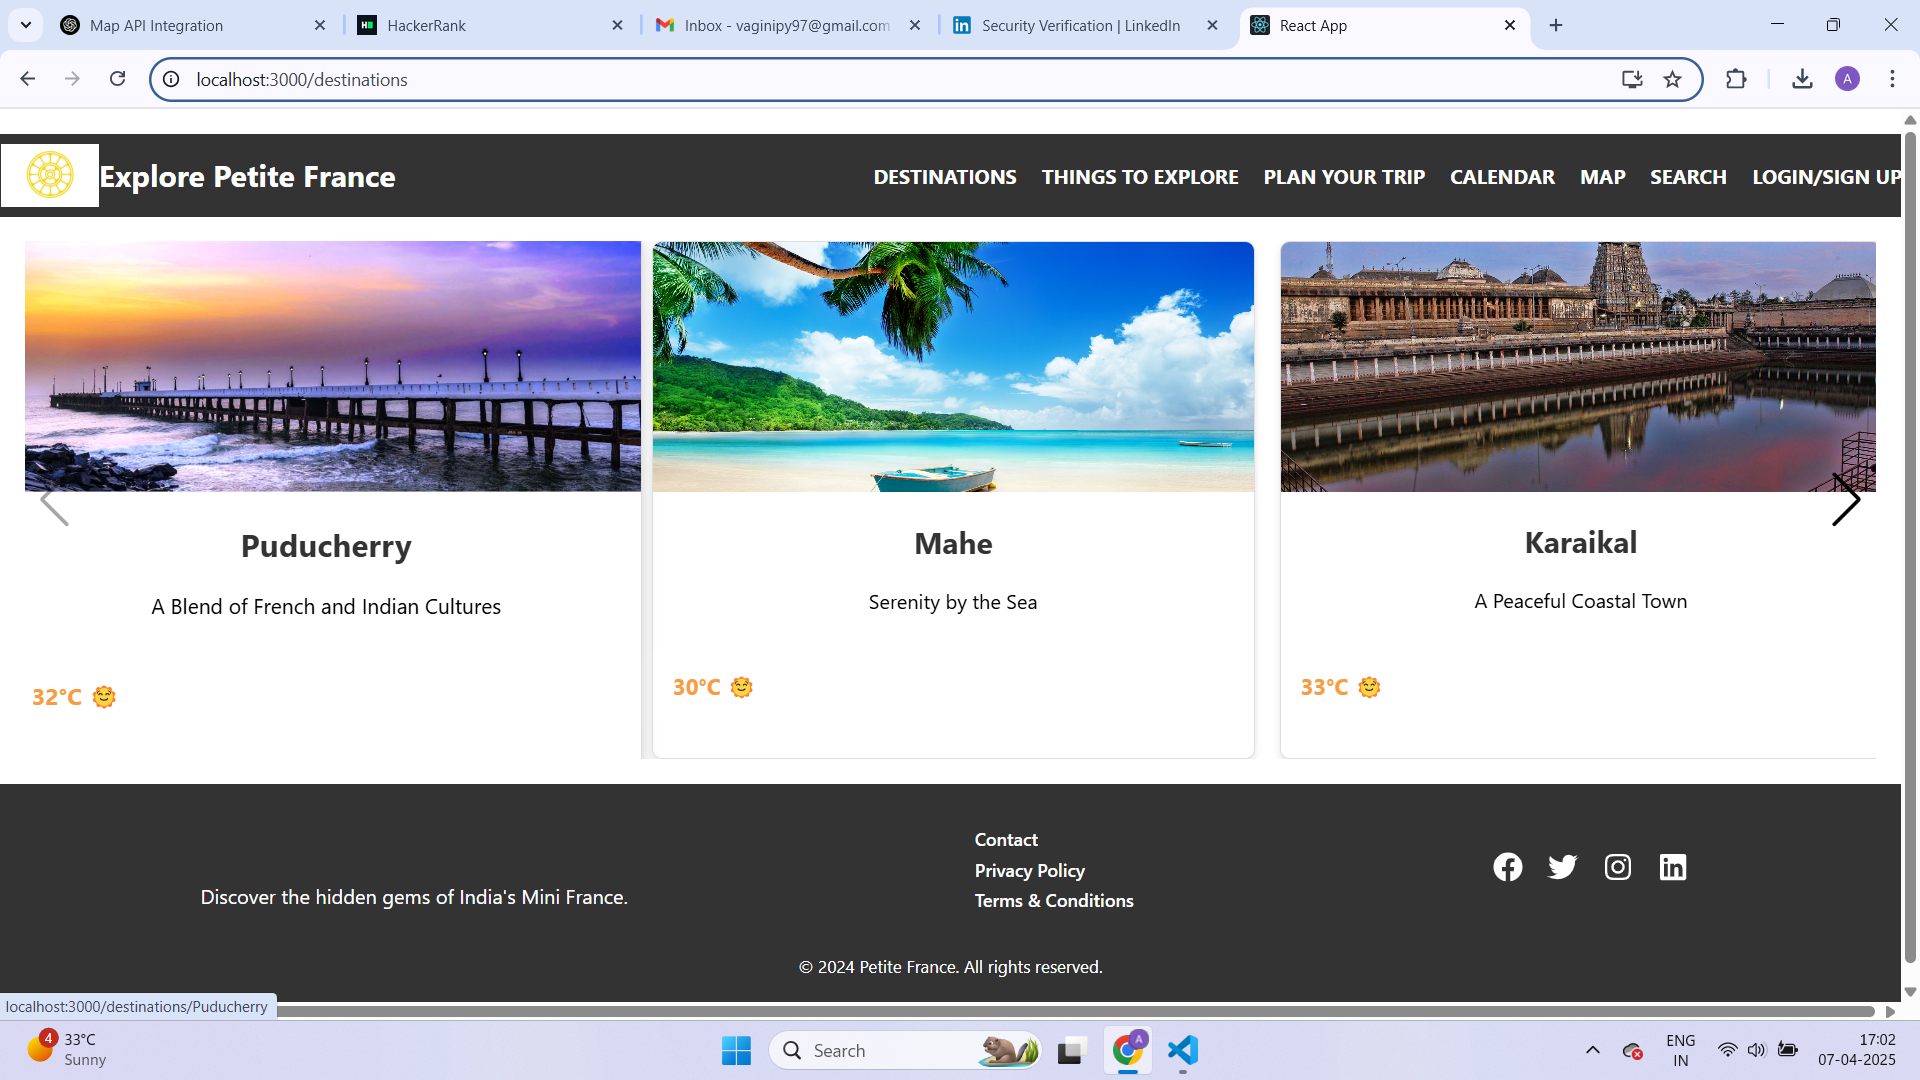 Map API Integration
HackerRank
Inbox - vaginipy97@gmail.com
Security Verification | LinkedIn
React App
localhost:3000/destinations
A
Explore Petite France
DESTINATIONS THINGS TO EXPLORE PLAN YOUR TRIP CALENDAR MAP SEARCH LOGIN/SIGN UP
Puducherry
A Blend of French and Indian Cultures
32°C
Mahe
Serenity by the Sea
30°C
Karaikal
A Peaceful Coastal Town
33°C
Discover the hidden gems of India's Mini France.
Contact
Privacy Policy
Terms & Conditions
© 2024 Petite France. All rights reserved.
localhost:3000/destinations/Puducherry
4
33°C
Sunny
Search
A
ENG
IN
17:02
07-04-2025